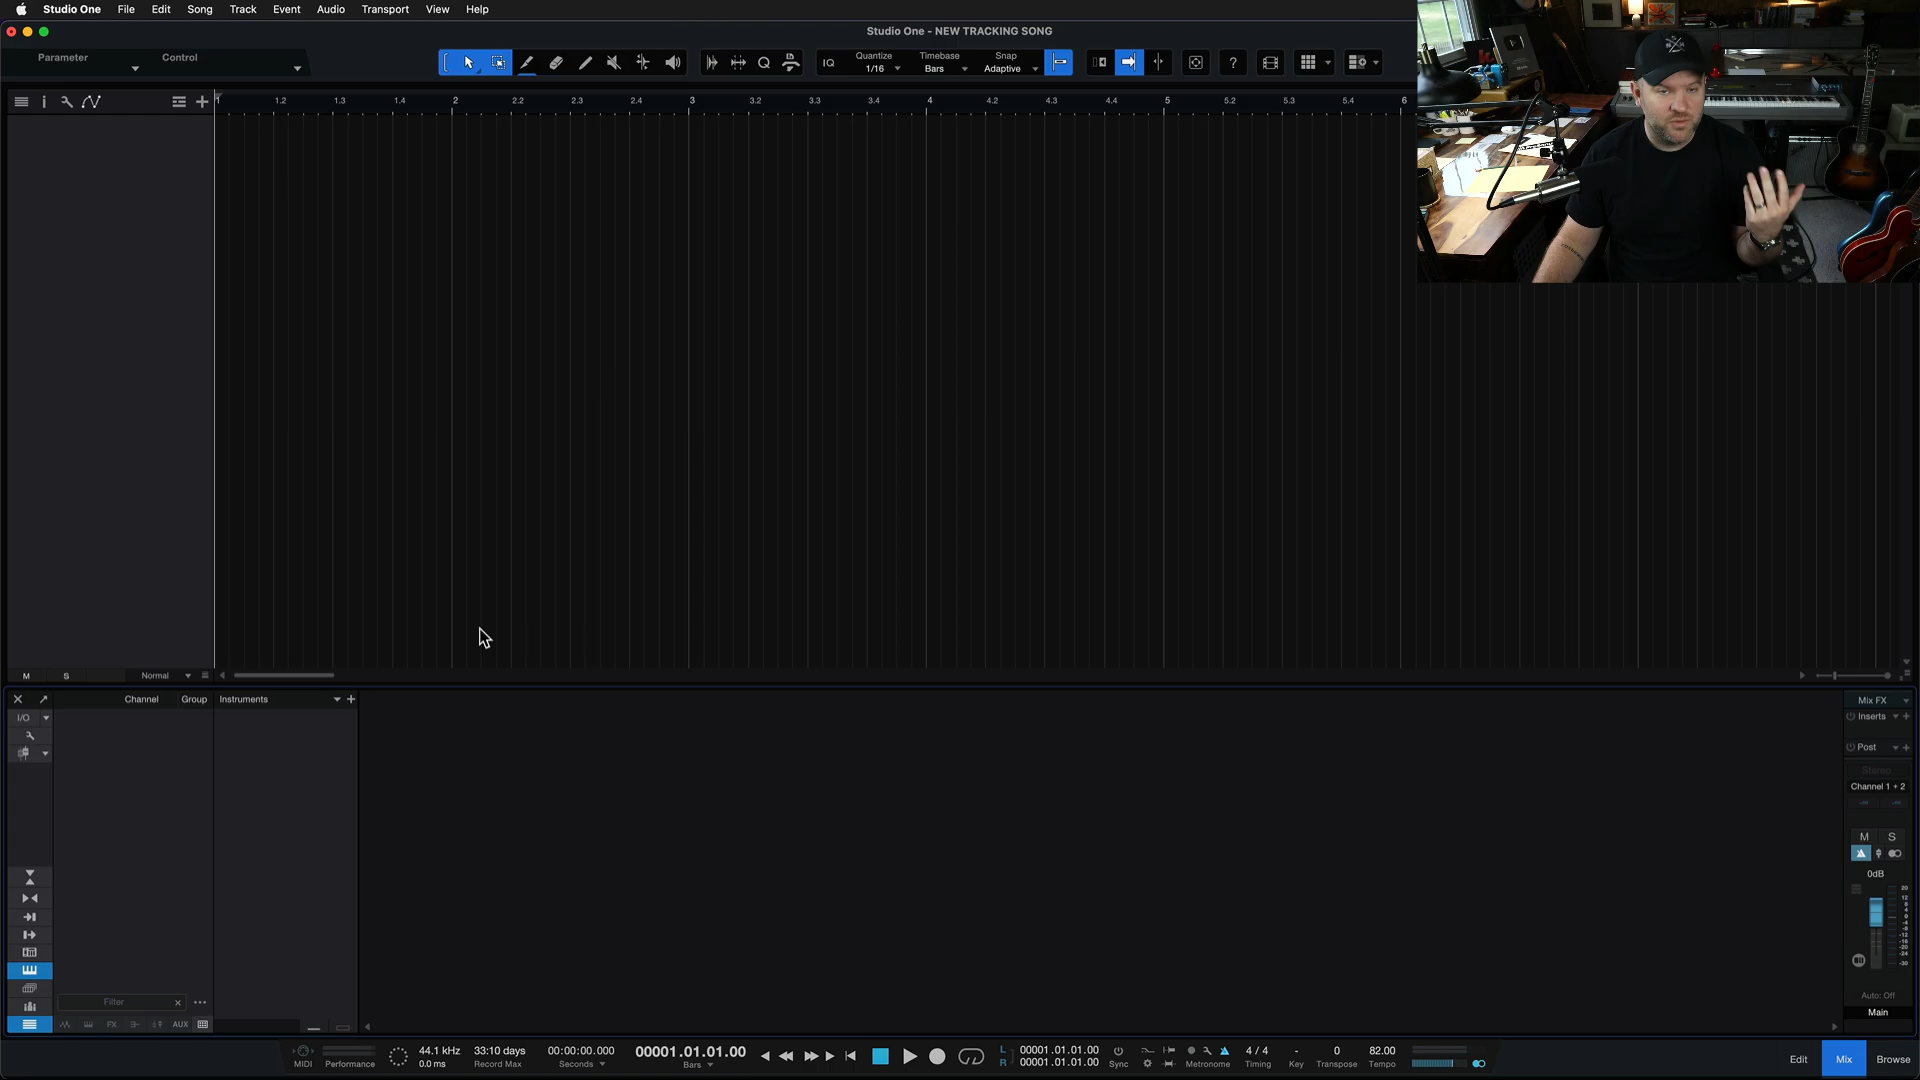 Studio One File Edit Song Track Event Audio Transport View Help
Studio One - NEW TRACKING SONG
Parameter Control
IQ Quantize Timebase Snap
1/16 Bars Adaptive
?
1 1.2 1.3 1.4 2 2.2 2.3 2.4 3 3.2 3.3 3.4 4 4.2 4.3 4.4 5 5.2 5.3 5.4 6
M S Normal
Channel Group Instruments
I/O
Mix FX
Inserts
Post
Stereo
Channel 1 + 2
M S
0dB
Auto: Off
Main
Filter
FX AUX
MIDI Performance
44.1 kHz
0.0 ms
33:10 days
Record Max
00:00:00.000
Seconds
00001.01.01.00
Bars
L 00001.01.01.00
R 00001.01.01.00
Sync
Metronome
4 / 4
Timing
-
Key
0
Transpose
82.00
Tempo
Edit Mix Browse